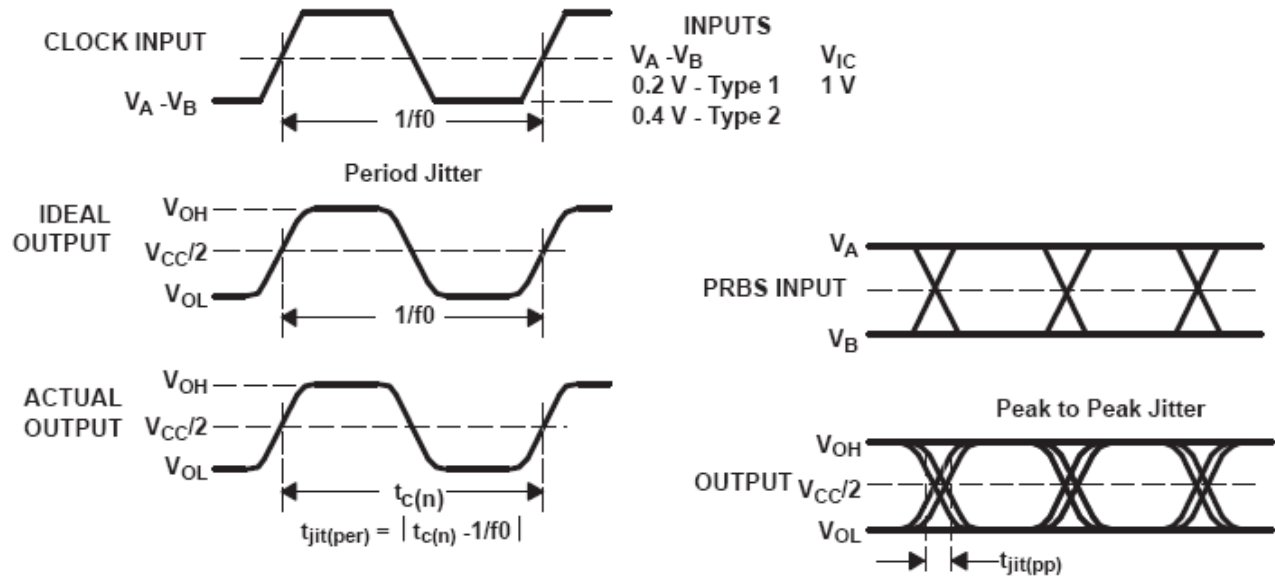 CLOCK INPUT
V_A -V_B
1/f0
INPUTS
V_A -V_B V_IC
0.2 V - Type 1 1 V
0.4 V - Type 2
Period Jitter
IDEAL
OUTPUT
V_OH
V_CC/2
V_OL
1/f0
ACTUAL
OUTPUT
V_OH
V_CC/2
V_OL
t_c(n)
t_jit(per) = | t_c(n) -1/f0 |
V_A
PRBS INPUT
V_B
Peak to Peak Jitter
V_OH
OUTPUT V_CC/2
V_OL
t_jit(pp)